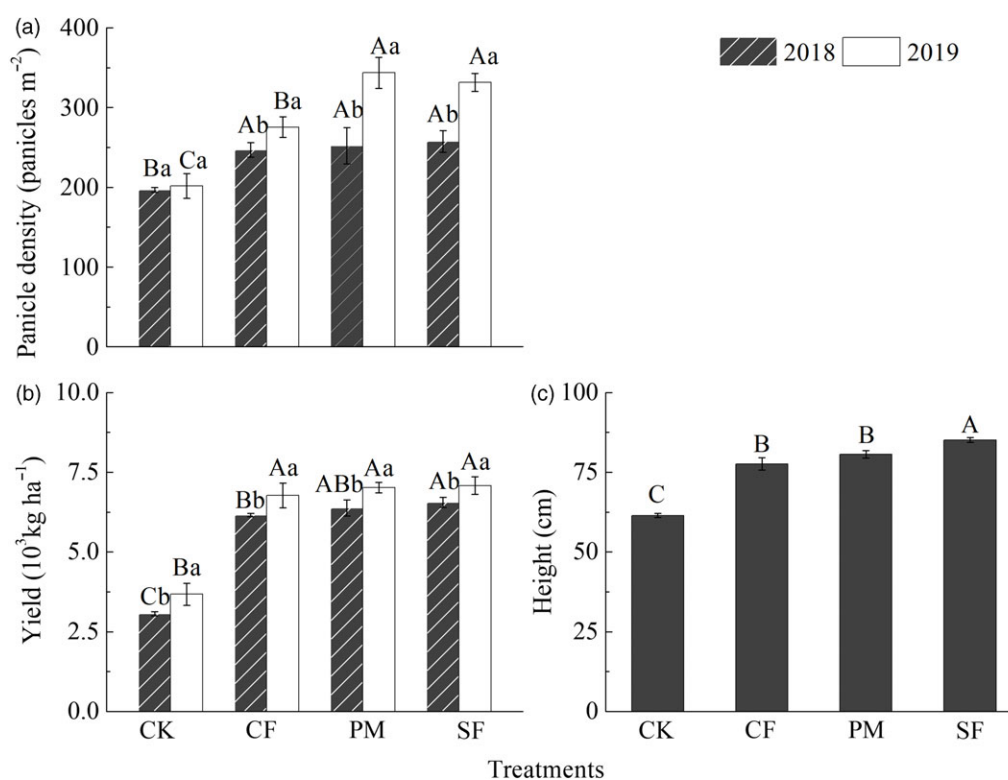 (a)
400
300
200
100
0
Panicle density (panicles m⁻²)
Ba Ca Ab Ba Ab Aa Ab Aa
2018 2019
(b)
10.0
7.5
5.0
2.5
0.0
Yield (10³kg ha⁻¹)
Cb Ba Bb Aa ABb Aa Ab Aa
CK CF PM SF
(c)
100
75
50
25
0
Height (cm)
C B B A
CK CF PM SF
Treatments